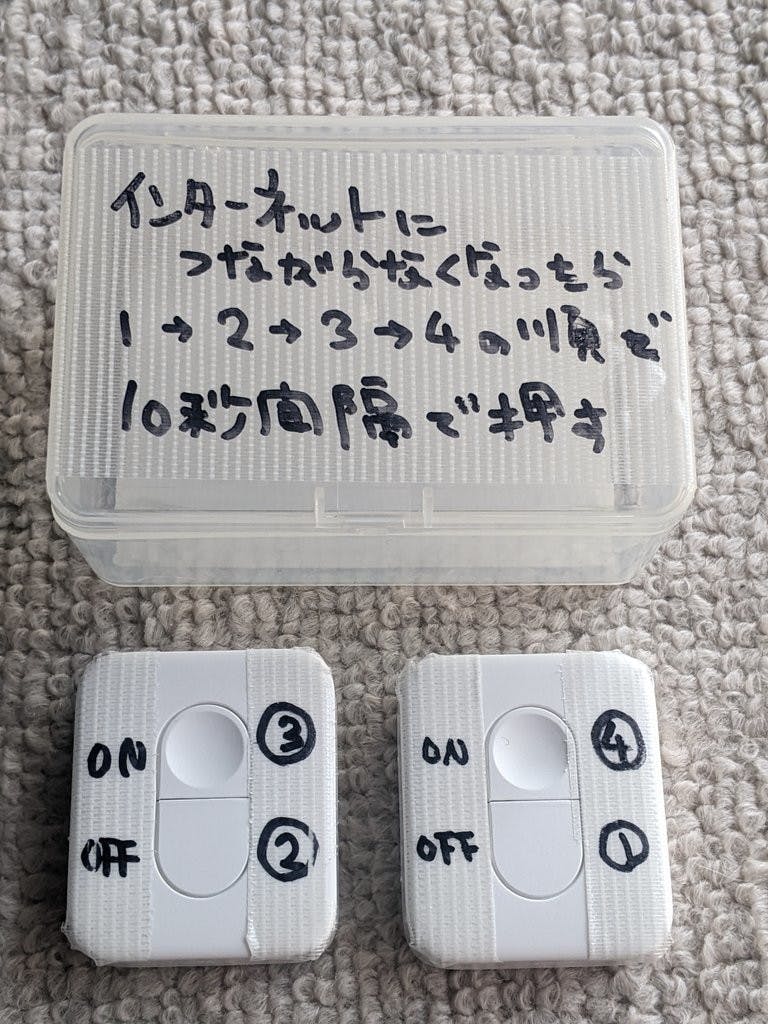 インターネットに
つながらなくなったら
1→2→3→4の順で
10秒間隔で押す
ON ③
OFF ②
ON ④
OFF ①